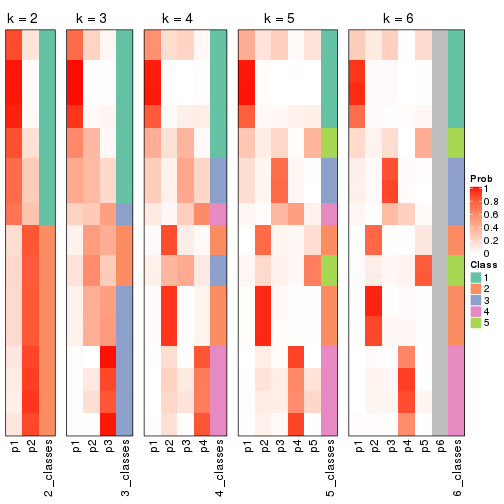 k = 2
k = 3
k = 4
k = 5
k = 6
p1
p2
2_classes
p1
p2
p3
3_classes
p1
p2
p3
p4
4_classes
p1
p2
p3
p4
p5
5_classes
p1
p2
p3
p4
p5
p6
6_classes
Prob
1
0.8
0.6
0.4
0.2
0
Class
1
2
3
4
5